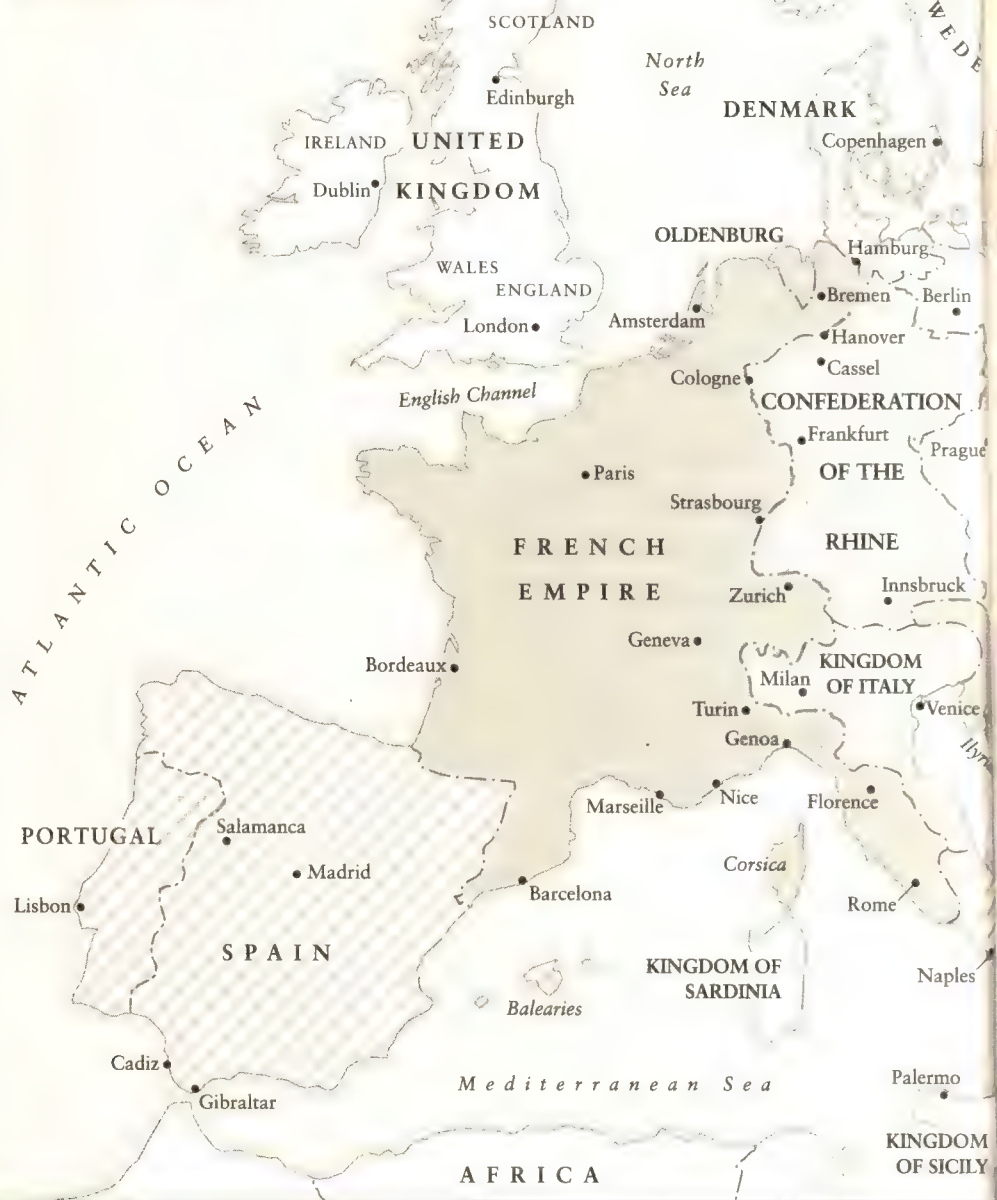 SCOTLAND
North
Sea
Edinburgh
DENMARK
Copenhagen
IRELAND
UNITED
KINGDOM
Dublin
OLDENBURG
Hamburg
WALES
ENGLAND
Bremen
Berlin
London
Amsterdam
Hanover
Cassel
Cologne
English Channel
CONFEDERATION
OF THE
RHINE
Frankfurt
Prague
ATLANTIC OCEAN
Paris
Strasbourg
FRENCH
EMPIRE
Zurich
Innsbruck
Geneva
Bordeaux
KINGDOM
OF ITALY
Milan
Turin
Venice
Genoa
Marseille
Nice
Florence
PORTUGAL
Salamanca
Madrid
Corsica
Barcelona
Lisbon
Rome
SPAIN
KINGDOM OF
SARDINIA
Naples
Balearies
Cadiz
Gibraltar
Mediterranean Sea
Palermo
KINGDOM
OF SICILY
AFRICA